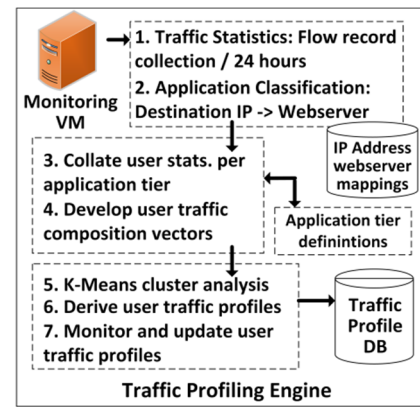 1. Traffic Statistics: Flow record
collection / 24 hours
2. Application Classification:
Destination IP -> Webserver
Monitoring
VM
IP Address
webserver
mappings
3. Collate user stats. per
application tier
4. Develop user traffic
composition vectors
Application tier
definintions
5. K-Means cluster analysis
6. Derive user traffic profiles
7. Monitor and update user
traffic profiles
Traffic
Profile
DB
Traffic Profiling Engine